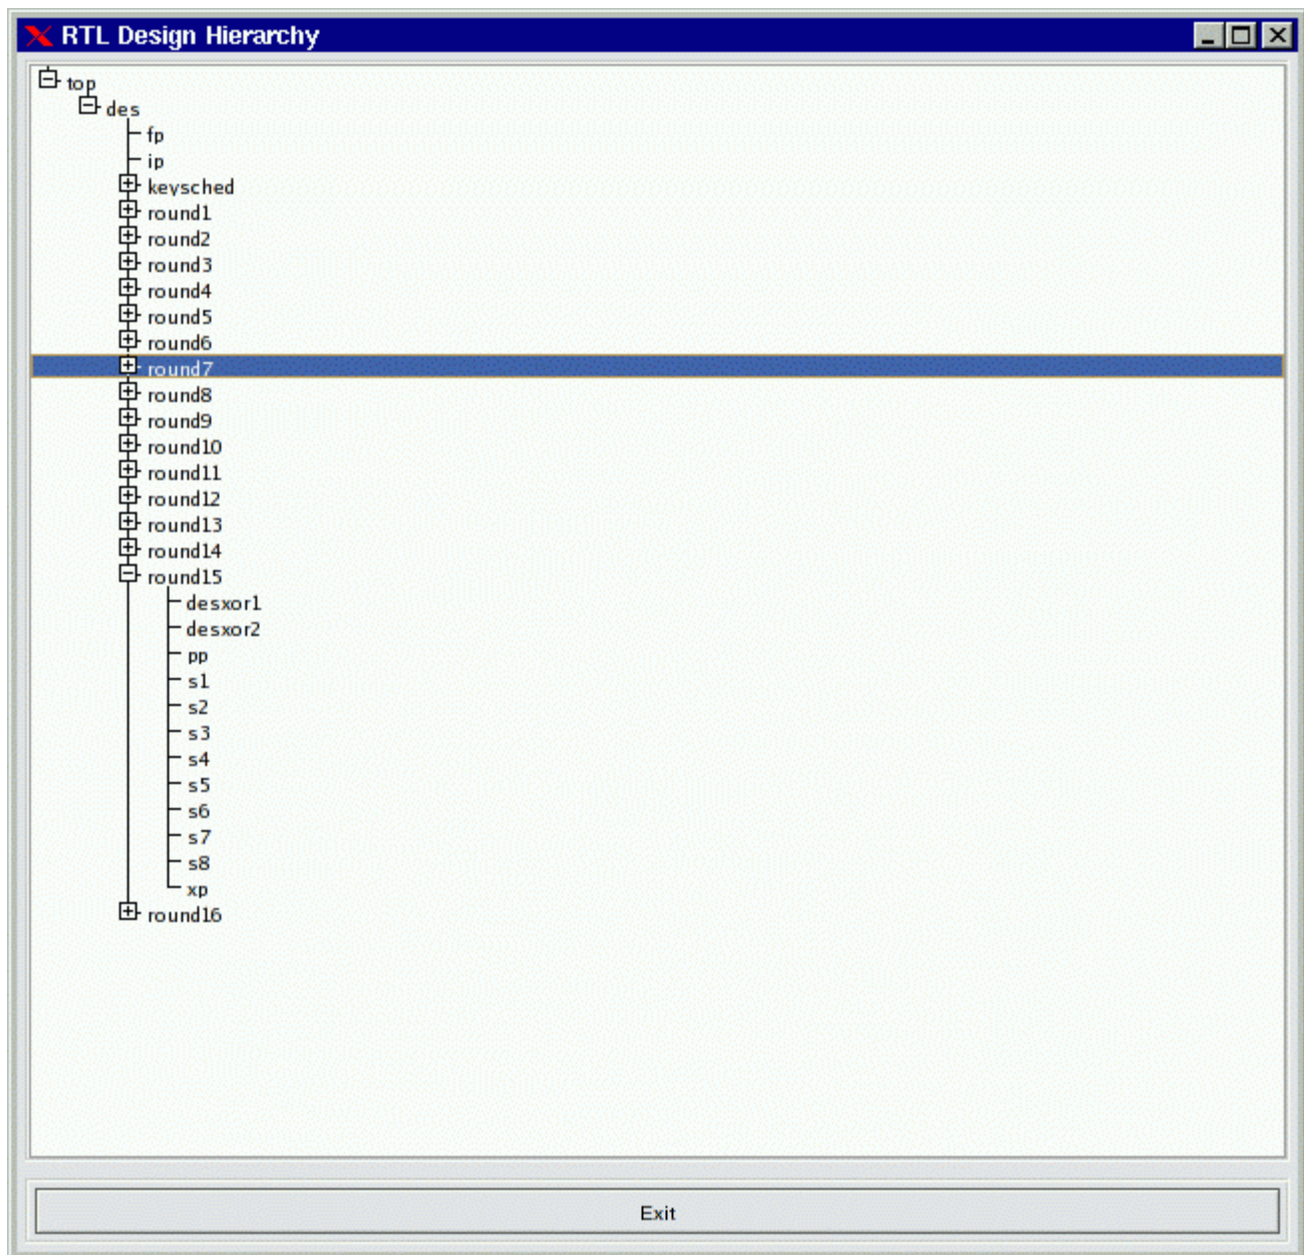 RTL Design Hierarchy
top
des
fp
ip
keysched
round1
round2
round3
round4
round5
round6
round7
round8
round9
round10
round11
round12
round13
round14
round15
desxor1
desxor2
pp
s1
s2
s3
s4
s5
s6
s7
s8
xp
round16
Exit